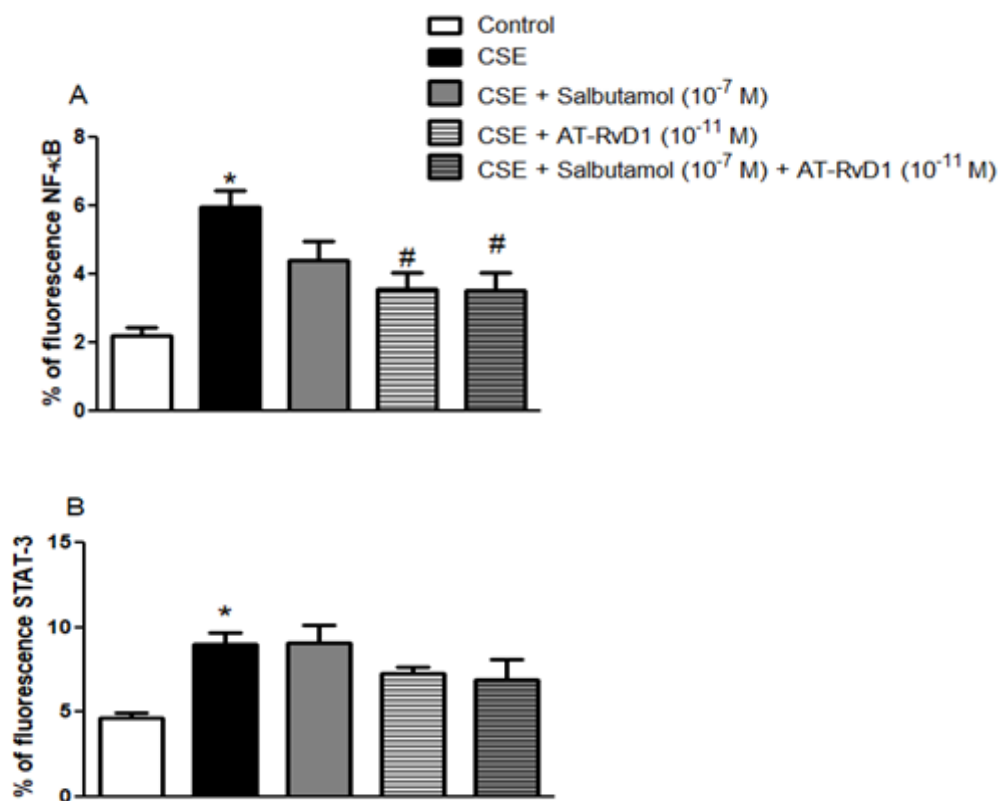 Control
CSE
CSE + Salbutamol (10⁻⁷ M)
CSE + AT-RvD1 (10⁻¹¹ M)
CSE + Salbutamol (10⁻⁷ M) + AT-RvD1 (10⁻¹¹ M)
A
% of fluorescence NF-κB
8
6
4
2
0
*
#
#
B
% of fluorescence STAT-3
15
10
5
0
*